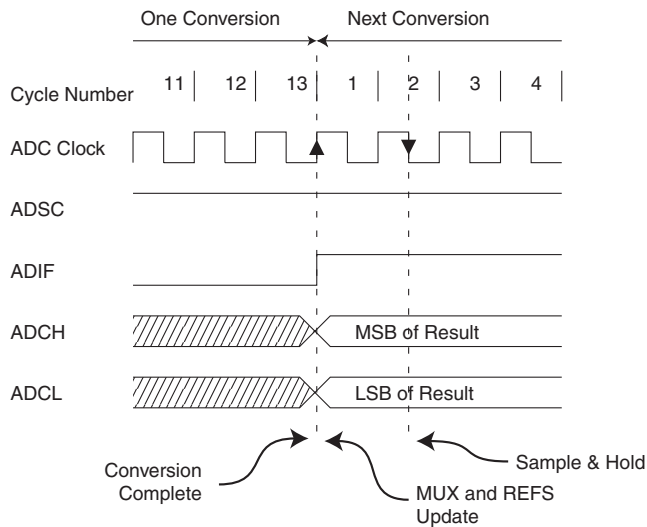 One Conversion Next Conversion
Cycle Number 11 12 13 1 2 3 4
ADC Clock
ADSC
ADIF
ADCH MSB of Result
ADCL LSB of Result
Conversion
Complete
MUX and REFS
Update
Sample & Hold